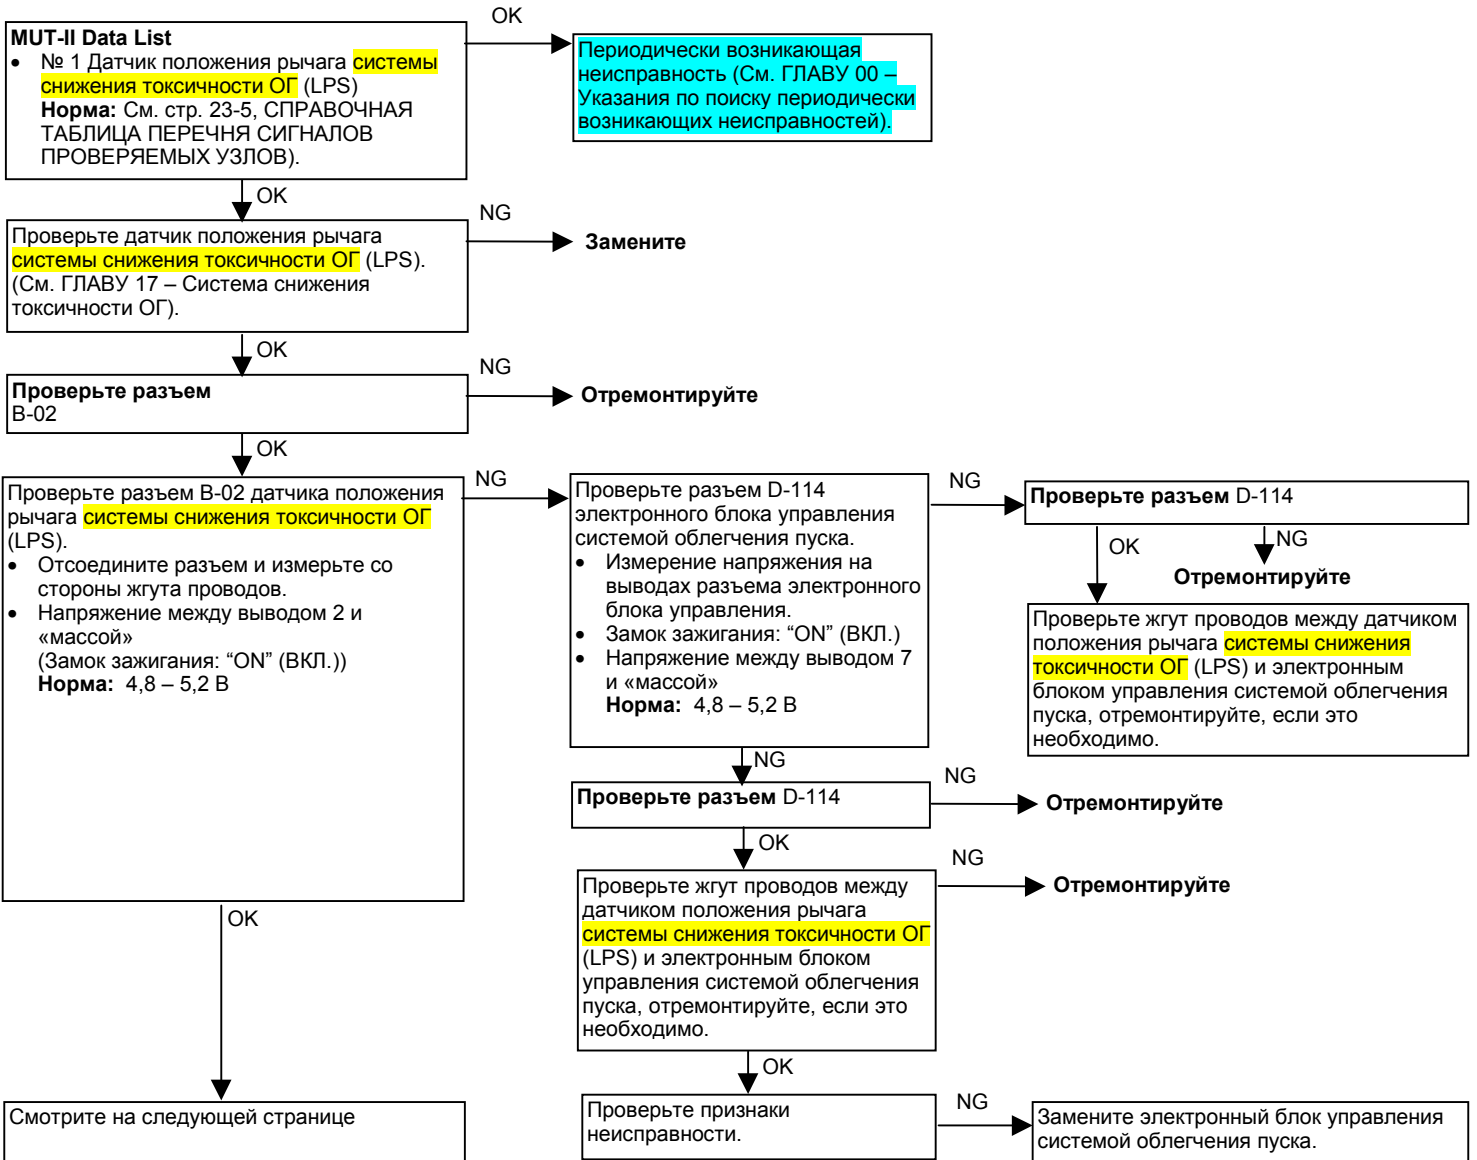 OK
MUT-II Data List
• № 1 Датчик положения рычага системы
снижения токсичности ОГ (LPS)
Норма: См. стр. 23-5, СПРАВОЧНАЯ
ТАБЛИЦА ПЕРЕЧНЯ СИГНАЛОВ
ПРОВЕРЯЕМЫХ УЗЛОВ).
Периодически возникающая
неисправность (См. ГЛАВУ 00 –
Указания по поиску периодически
возникающих неисправностей).
OK
Проверьте датчик положения рычага
системы снижения токсичности ОГ (LPS).
(См. ГЛАВУ 17 – Система снижения
токсичности ОГ).
NG
Замените
OK
Проверьте разъем
B-02
NG
Отремонтируйте
OK
Проверьте разъем B-02 датчика положения
рычага системы снижения токсичности ОГ
(LPS).
• Отсоедините разъем и измерьте со
стороны жгута проводов.
• Напряжение между выводом 2 и
«массой»
(Замок зажигания: “ON” (ВКЛ.))
Норма: 4,8 – 5,2 В
NG
Проверьте разъем D-114
электронного блока управления
системой облегчения пуска.
• Измерение напряжения на
выводах разъема электронного
блока управления.
• Замок зажигания: “ON” (ВКЛ.)
• Напряжение между выводом 7
и «массой»
Норма: 4,8 – 5,2 В
NG
Проверьте разъем D-114
OK
NG
Отремонтируйте
Проверьте жгут проводов между датчиком
положения рычага системы снижения
токсичности ОГ (LPS) и электронным
блоком управления системой облегчения
пуска, отремонтируйте, если это
необходимо.
NG
Проверьте разъем D-114
NG
Отремонтируйте
OK
Проверьте жгут проводов между
датчиком положения рычага
системы снижения токсичности ОГ
(LPS) и электронным блоком
управления системой облегчения
пуска, отремонтируйте, если это
необходимо.
NG
Отремонтируйте
OK
OK
Смотрите на следующей странице
Проверьте признаки
неисправности.
NG
Замените электронный блок управления
системой облегчения пуска.